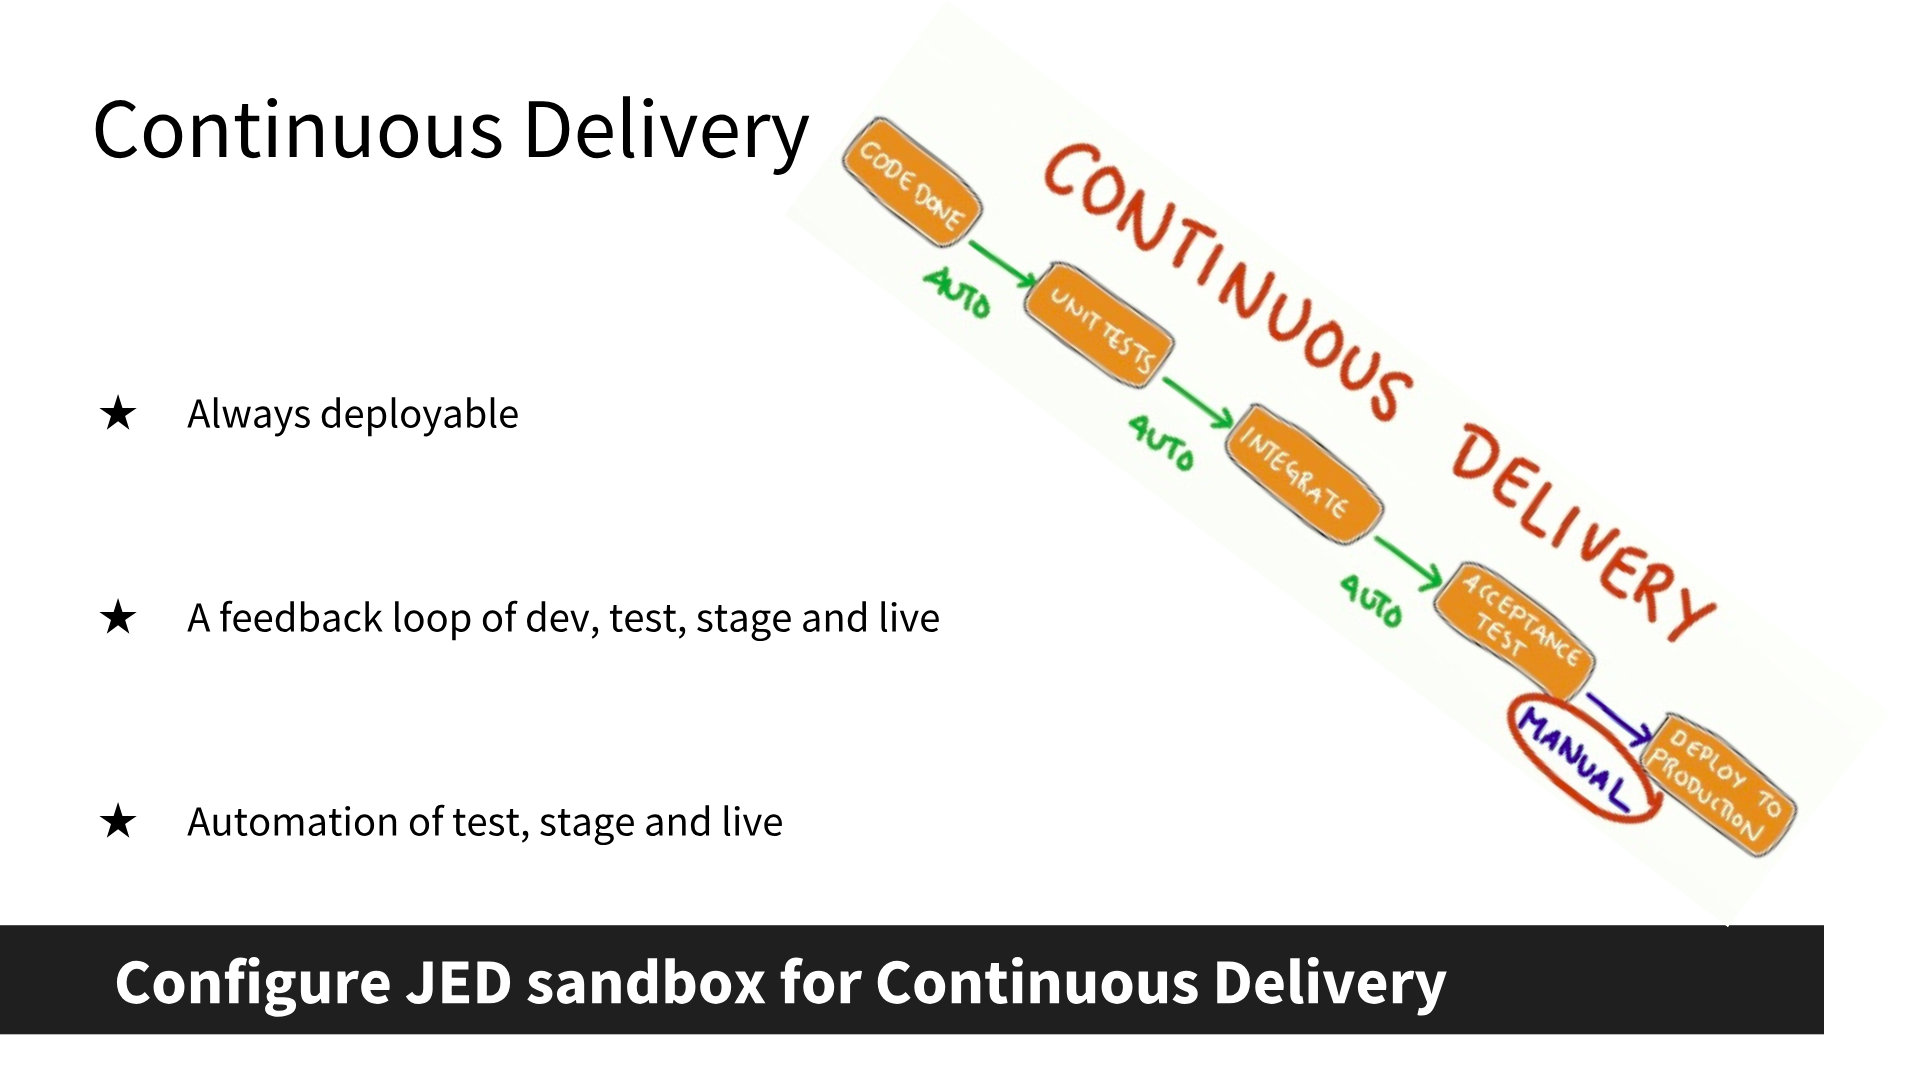 Continuous Delivery
★ Always deployable
★ A feedback loop of dev, test, stage and live
★ Automation of test, stage and live
CONTINUOUS DELIVERY
CODE DONE
AUTO
UNIT TESTS
AUTO
INTEGRATE
AUTO
ACCEPTANCE
TEST
MANUAL
DEPLOY TO
PRODUCTION
Configure JED sandbox for Continuous Delivery